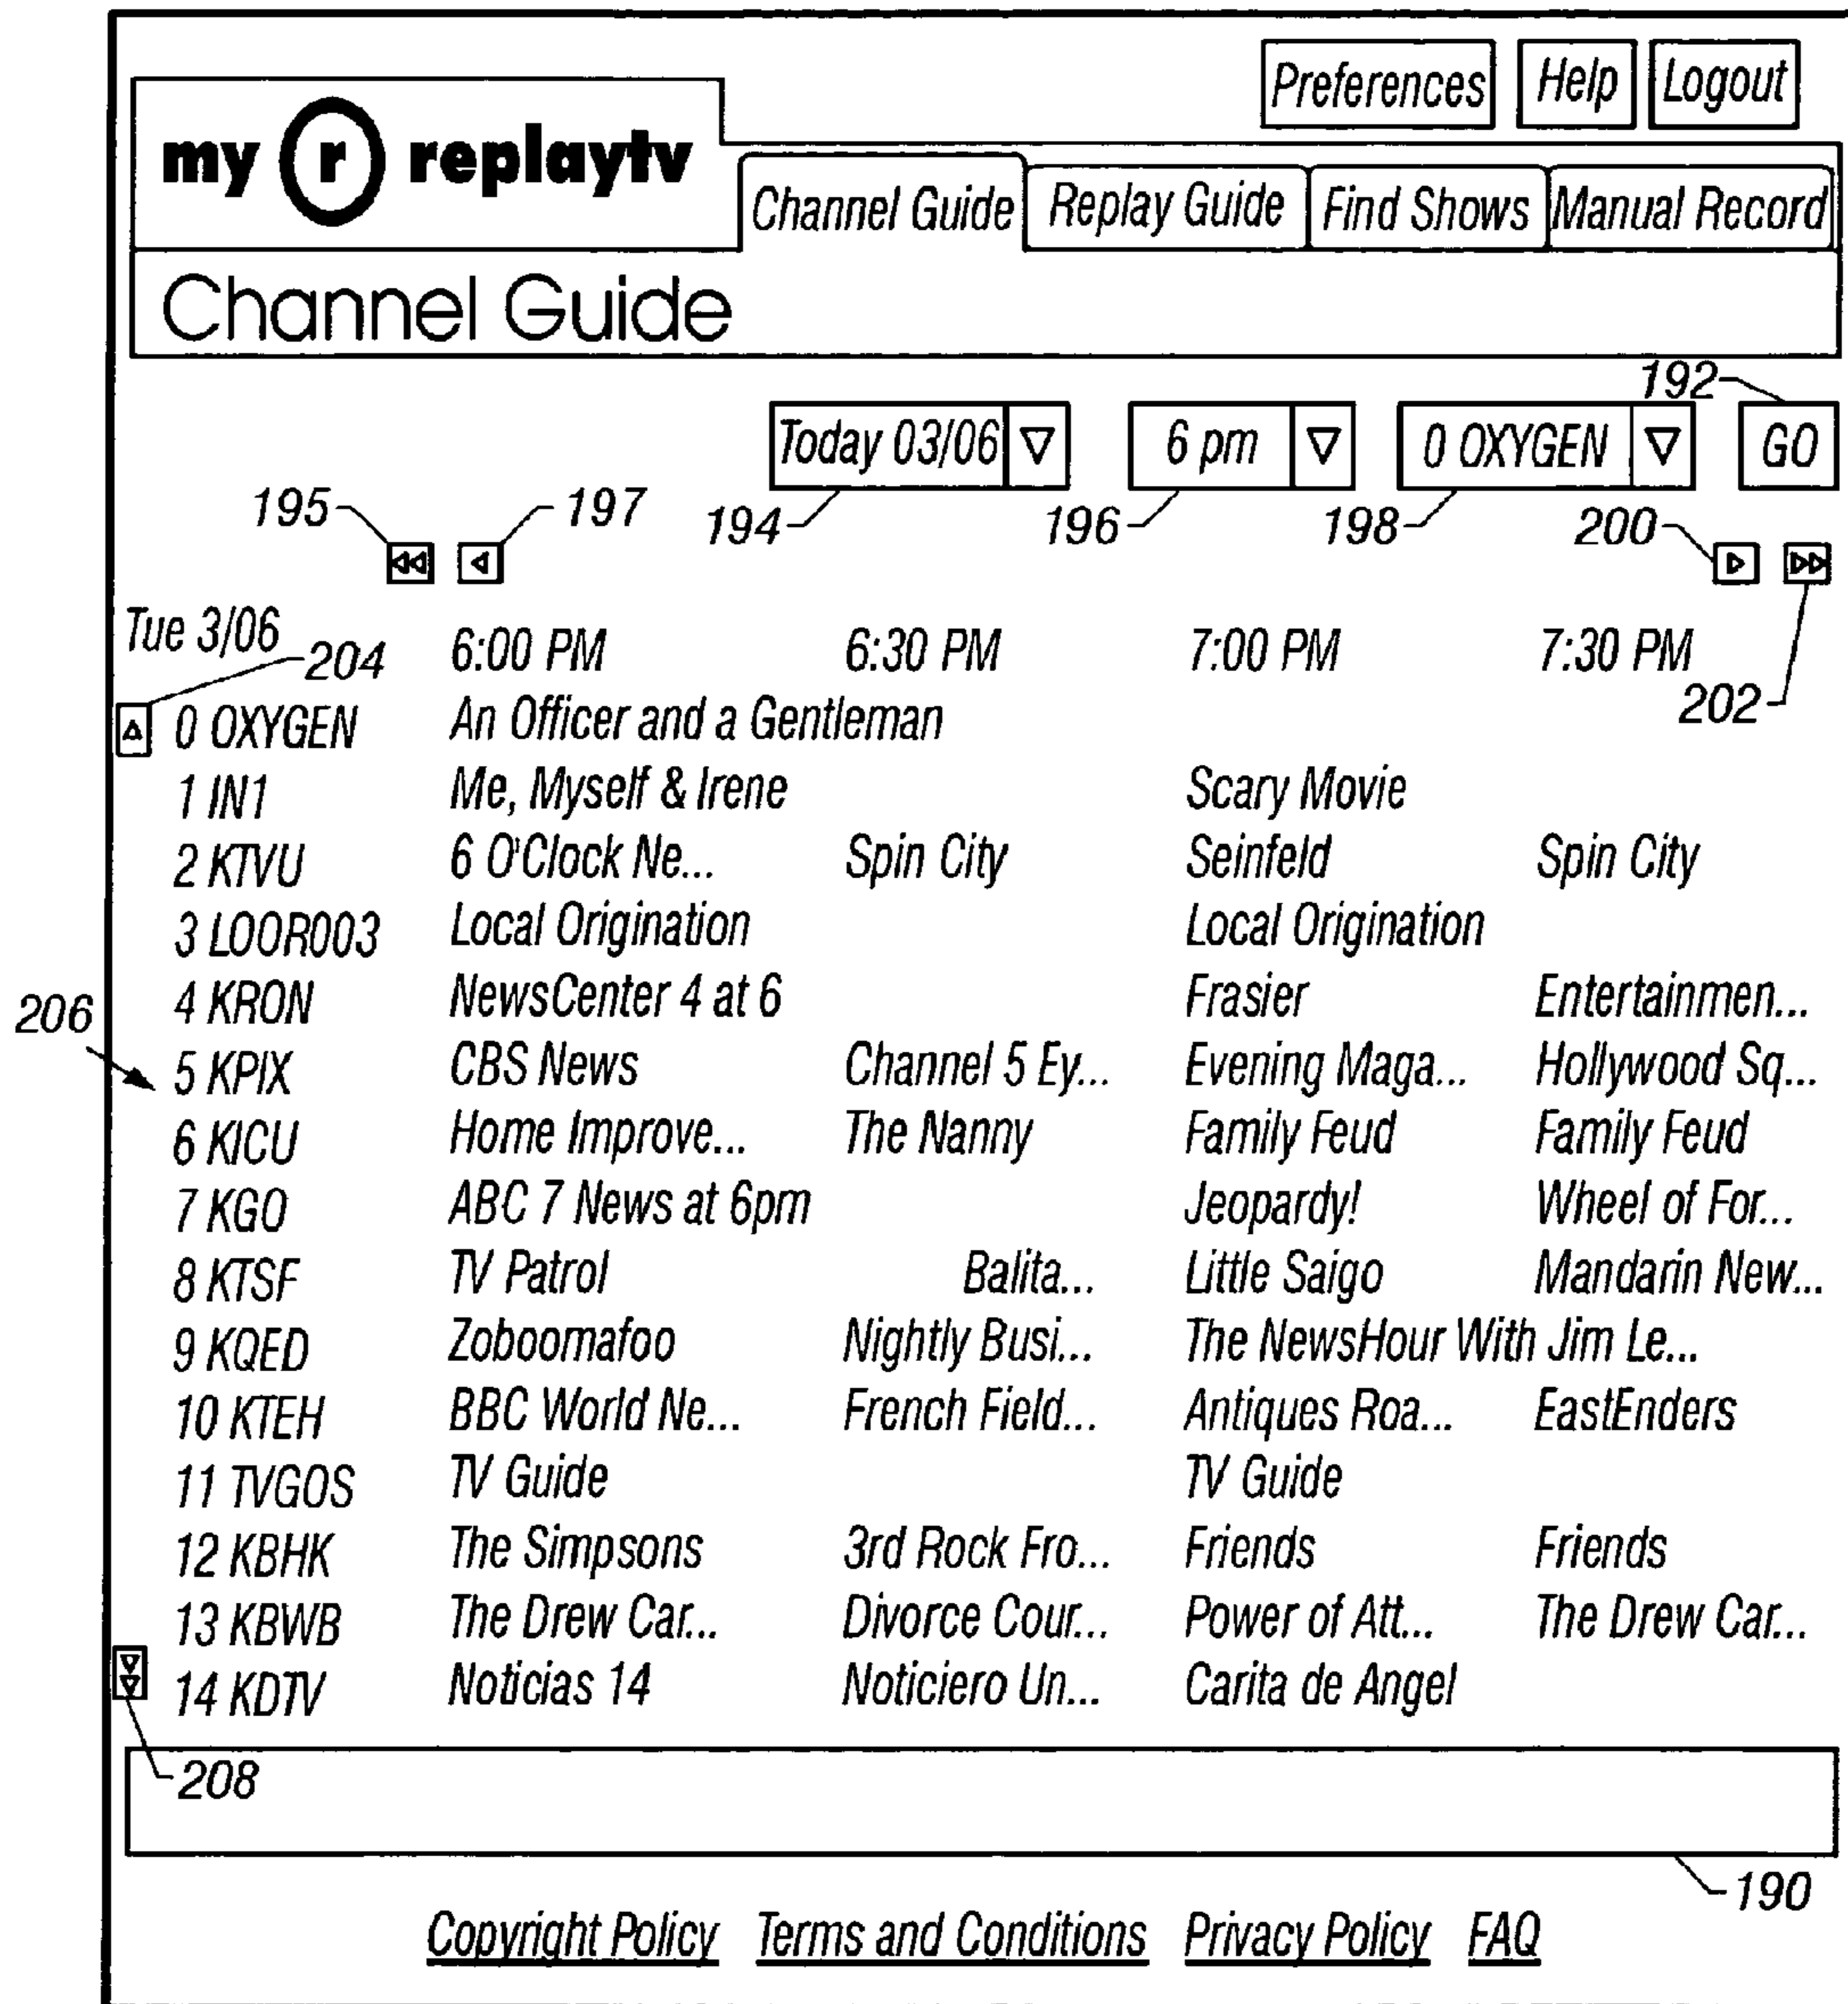 Preferences Help Logout
my r replaytv
Channel Guide Replay Guide Find Shows Manual Record
Channel Guide
192
Today 03/06 6 pm 0 OXYGEN GO
195 197 194 196 198 200
Tue 3/06 204 6:00 PM 6:30 PM 7:00 PM 7:30 PM
202
0 OXYGEN An Officer and a Gentleman
1 IN1 Me, Myself & Irene Scary Movie
2 KTVU 6 O'Clock Ne... Spin City Seinfeld Spin City
3 LOOR003 Local Origination Local Origination
4 KRON NewsCenter 4 at 6 Frasier Entertainmen...
206
5 KPIX CBS News Channel 5 Ey... Evening Maga... Hollywood Sq...
6 KICU Home Improve... The Nanny Family Feud Family Feud
7 KGO ABC 7 News at 6pm Jeopardy! Wheel of For...
8 KTSF TV Patrol Balita... Little Saigo Mandarin New...
9 KQED Zoboomafoo Nightly Busi... The NewsHour With Jim Le...
10 KTEH BBC World Ne... French Field... Antiques Roa... EastEnders
11 TVGOS TV Guide TV Guide
12 KBHK The Simpsons 3rd Rock Fro... Friends Friends
13 KBWB The Drew Car... Divorce Cour... Power of Att... The Drew Car...
14 KDTV Noticias 14 Noticiero Un... Carita de Angel
208
190
Copyright Policy Terms and Conditions Privacy Policy FAQ